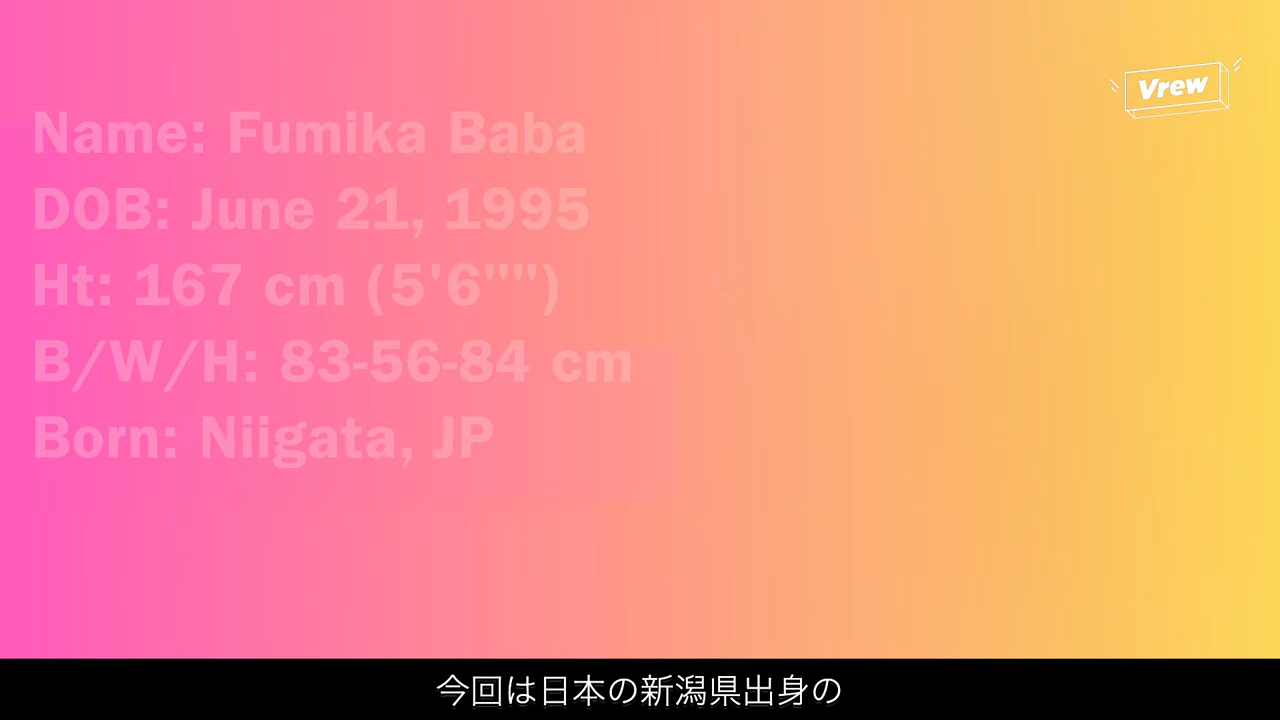 Vrew
Name: Fumika Baba
DOB: June 21, 1995
Ht: 167 cm (5'6"")
B/W/H: 83-56-84 cm
Born: Niigata, JP
今回は日本の新潟県出身の